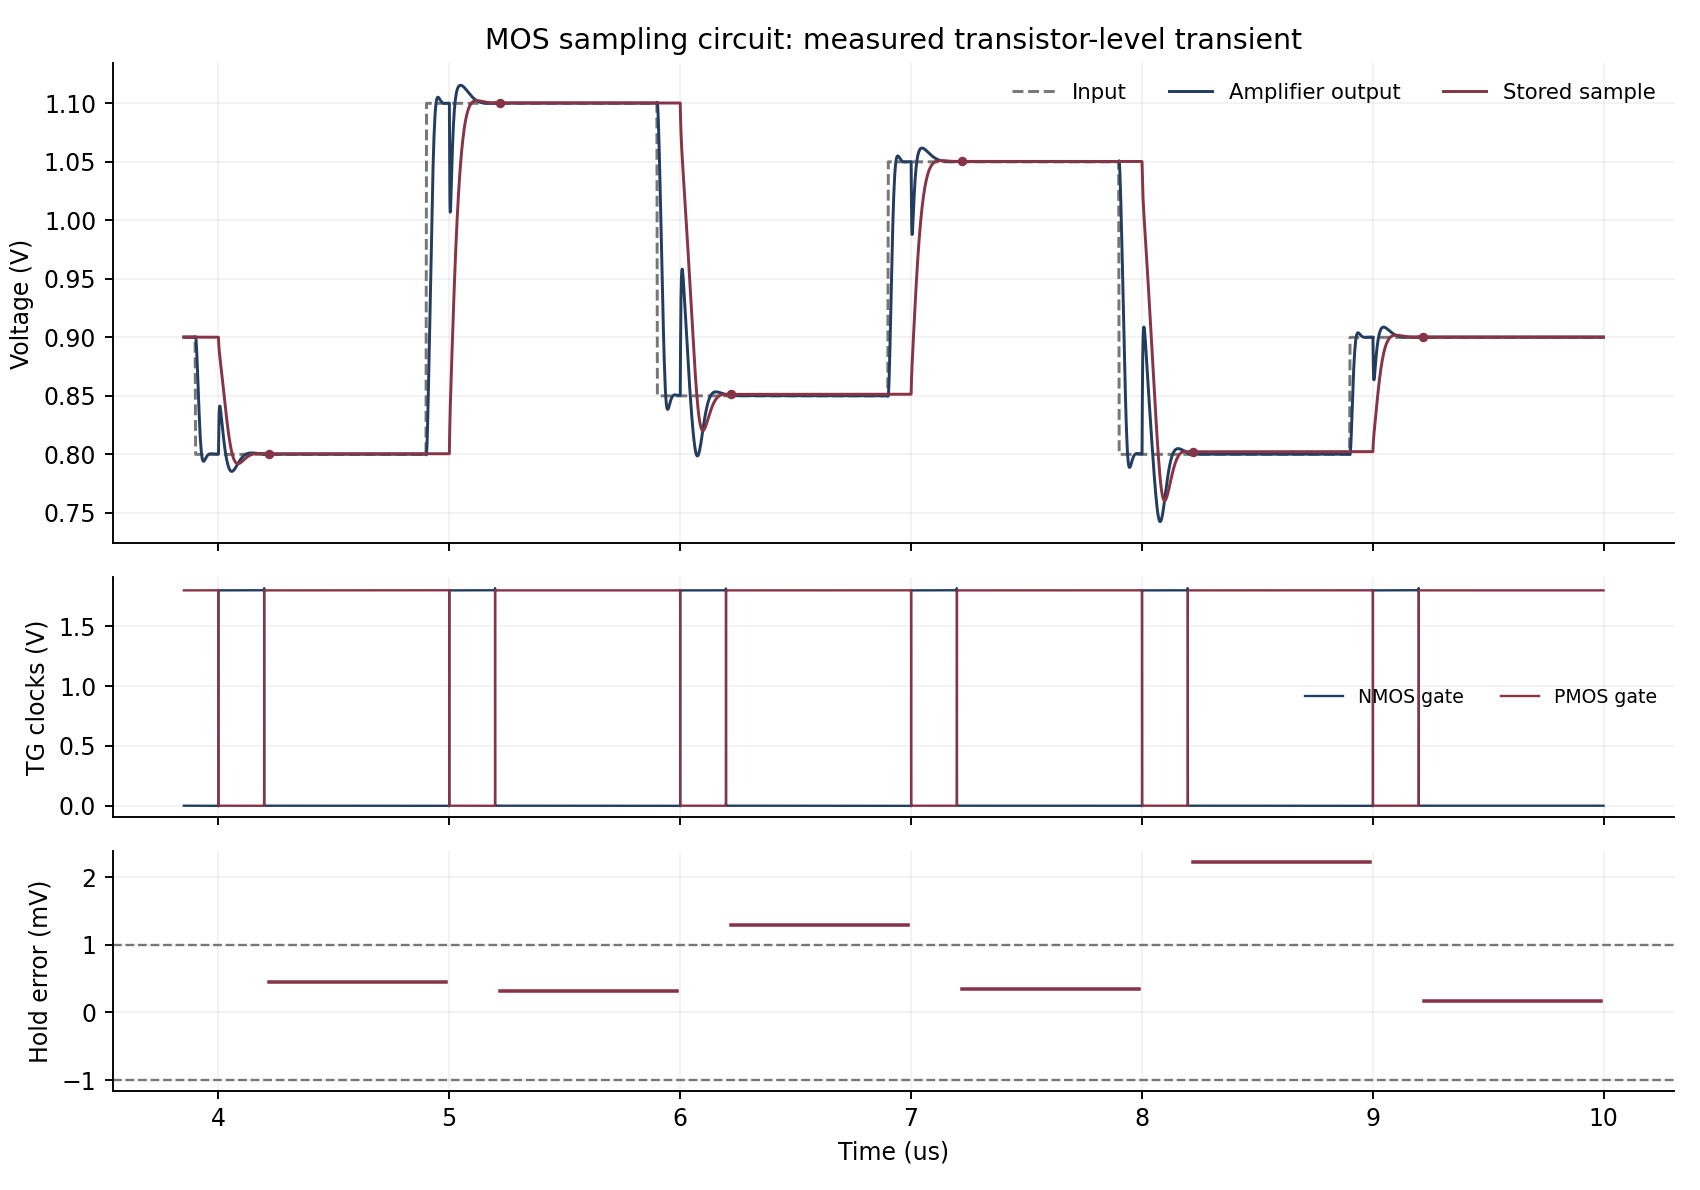 MOS sampling circuit: measured transistor-level transient
Input
Amplifier output
Stored sample
1.10
1.05
1.00
0.95
0.90
0.85
0.80
0.75
Voltage (V)
1.5
1.0
0.5
0.0
TG clocks (V)
NMOS gate
PMOS gate
2
1
0
−1
Hold error (mV)
4
5
6
7
8
9
10
Time (us)